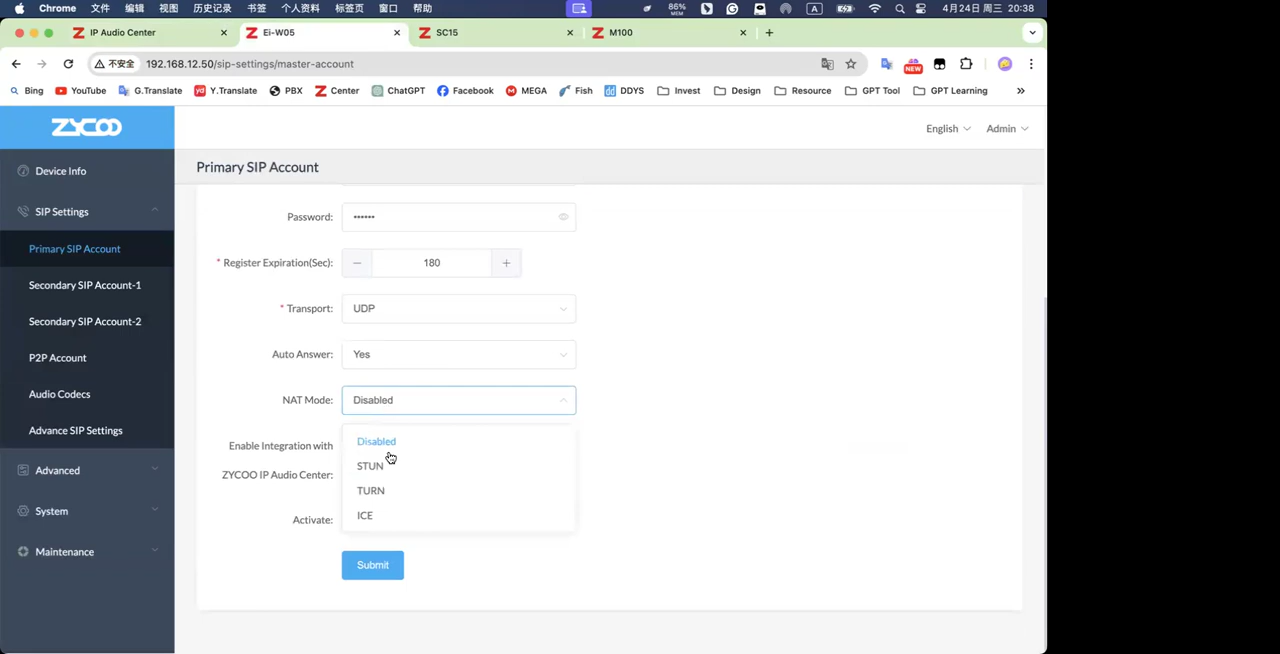 Chrome 文件 编辑 视图 历史记录 书签 个人资料 标签页 窗口 帮助 86% MEM A 4月24日 周三 20:38
IP Audio Center Ei-W05 SC15 M100
不安全 192.168.12.50/sip-settings/master-account NEW
Bing YouTube G.Translate Y.Translate PBX Center ChatGPT Facebook MEGA Fish DDYS Invest Design Resource GPT Tool GPT Learning »
ZYCOO
English Admin
Device Info
SIP Settings
Primary SIP Account
Secondary SIP Account-1
Secondary SIP Account-2
P2P Account
Audio Codecs
Advance SIP Settings
Advanced
System
Maintenance
Primary SIP Account
Password: ••••••
* Register Expiration(Sec): − 180 +
* Transport: UDP
Auto Answer: Yes
NAT Mode: Disabled
Disabled
STUN
TURN
ICE
Enable Integration with
ZYCOO IP Audio Center:
Activate:
Submit